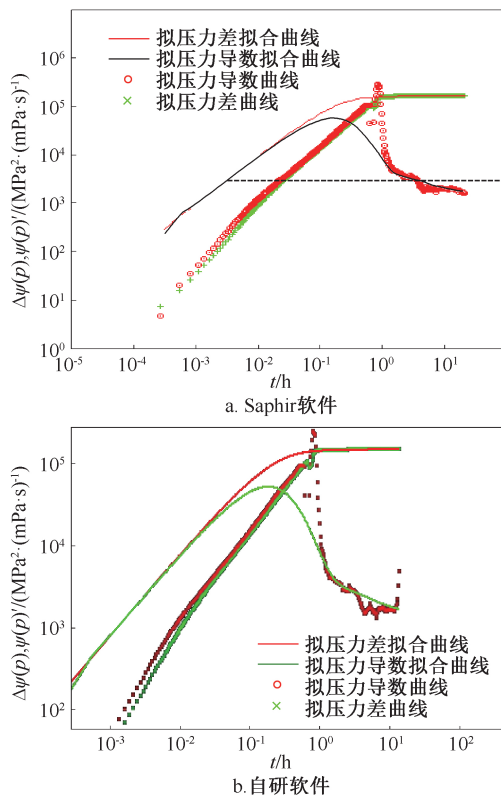 10⁶
10⁵
10⁴
10³
10²
10¹
10⁰
Δψ(p),ψ(p)′/(MPa²·(mPa·s)⁻¹)
拟压力差拟合曲线
拟压力导数拟合曲线
拟压力导数曲线
拟压力差曲线
10⁻⁵ 10⁻⁴ 10⁻³ 10⁻² 10⁻¹ 10⁰ 10¹ 10²
t/h
a. Saphir软件
10⁵
10⁴
10³
10²
Δψ(p),ψ(p)′/(MPa²·(mPa·s)⁻¹)
拟压力差拟合曲线
拟压力导数拟合曲线
拟压力导数曲线
拟压力差曲线
10⁻³ 10⁻² 10⁻¹ 10⁰ 10¹ 10²
t/h
b.自研软件